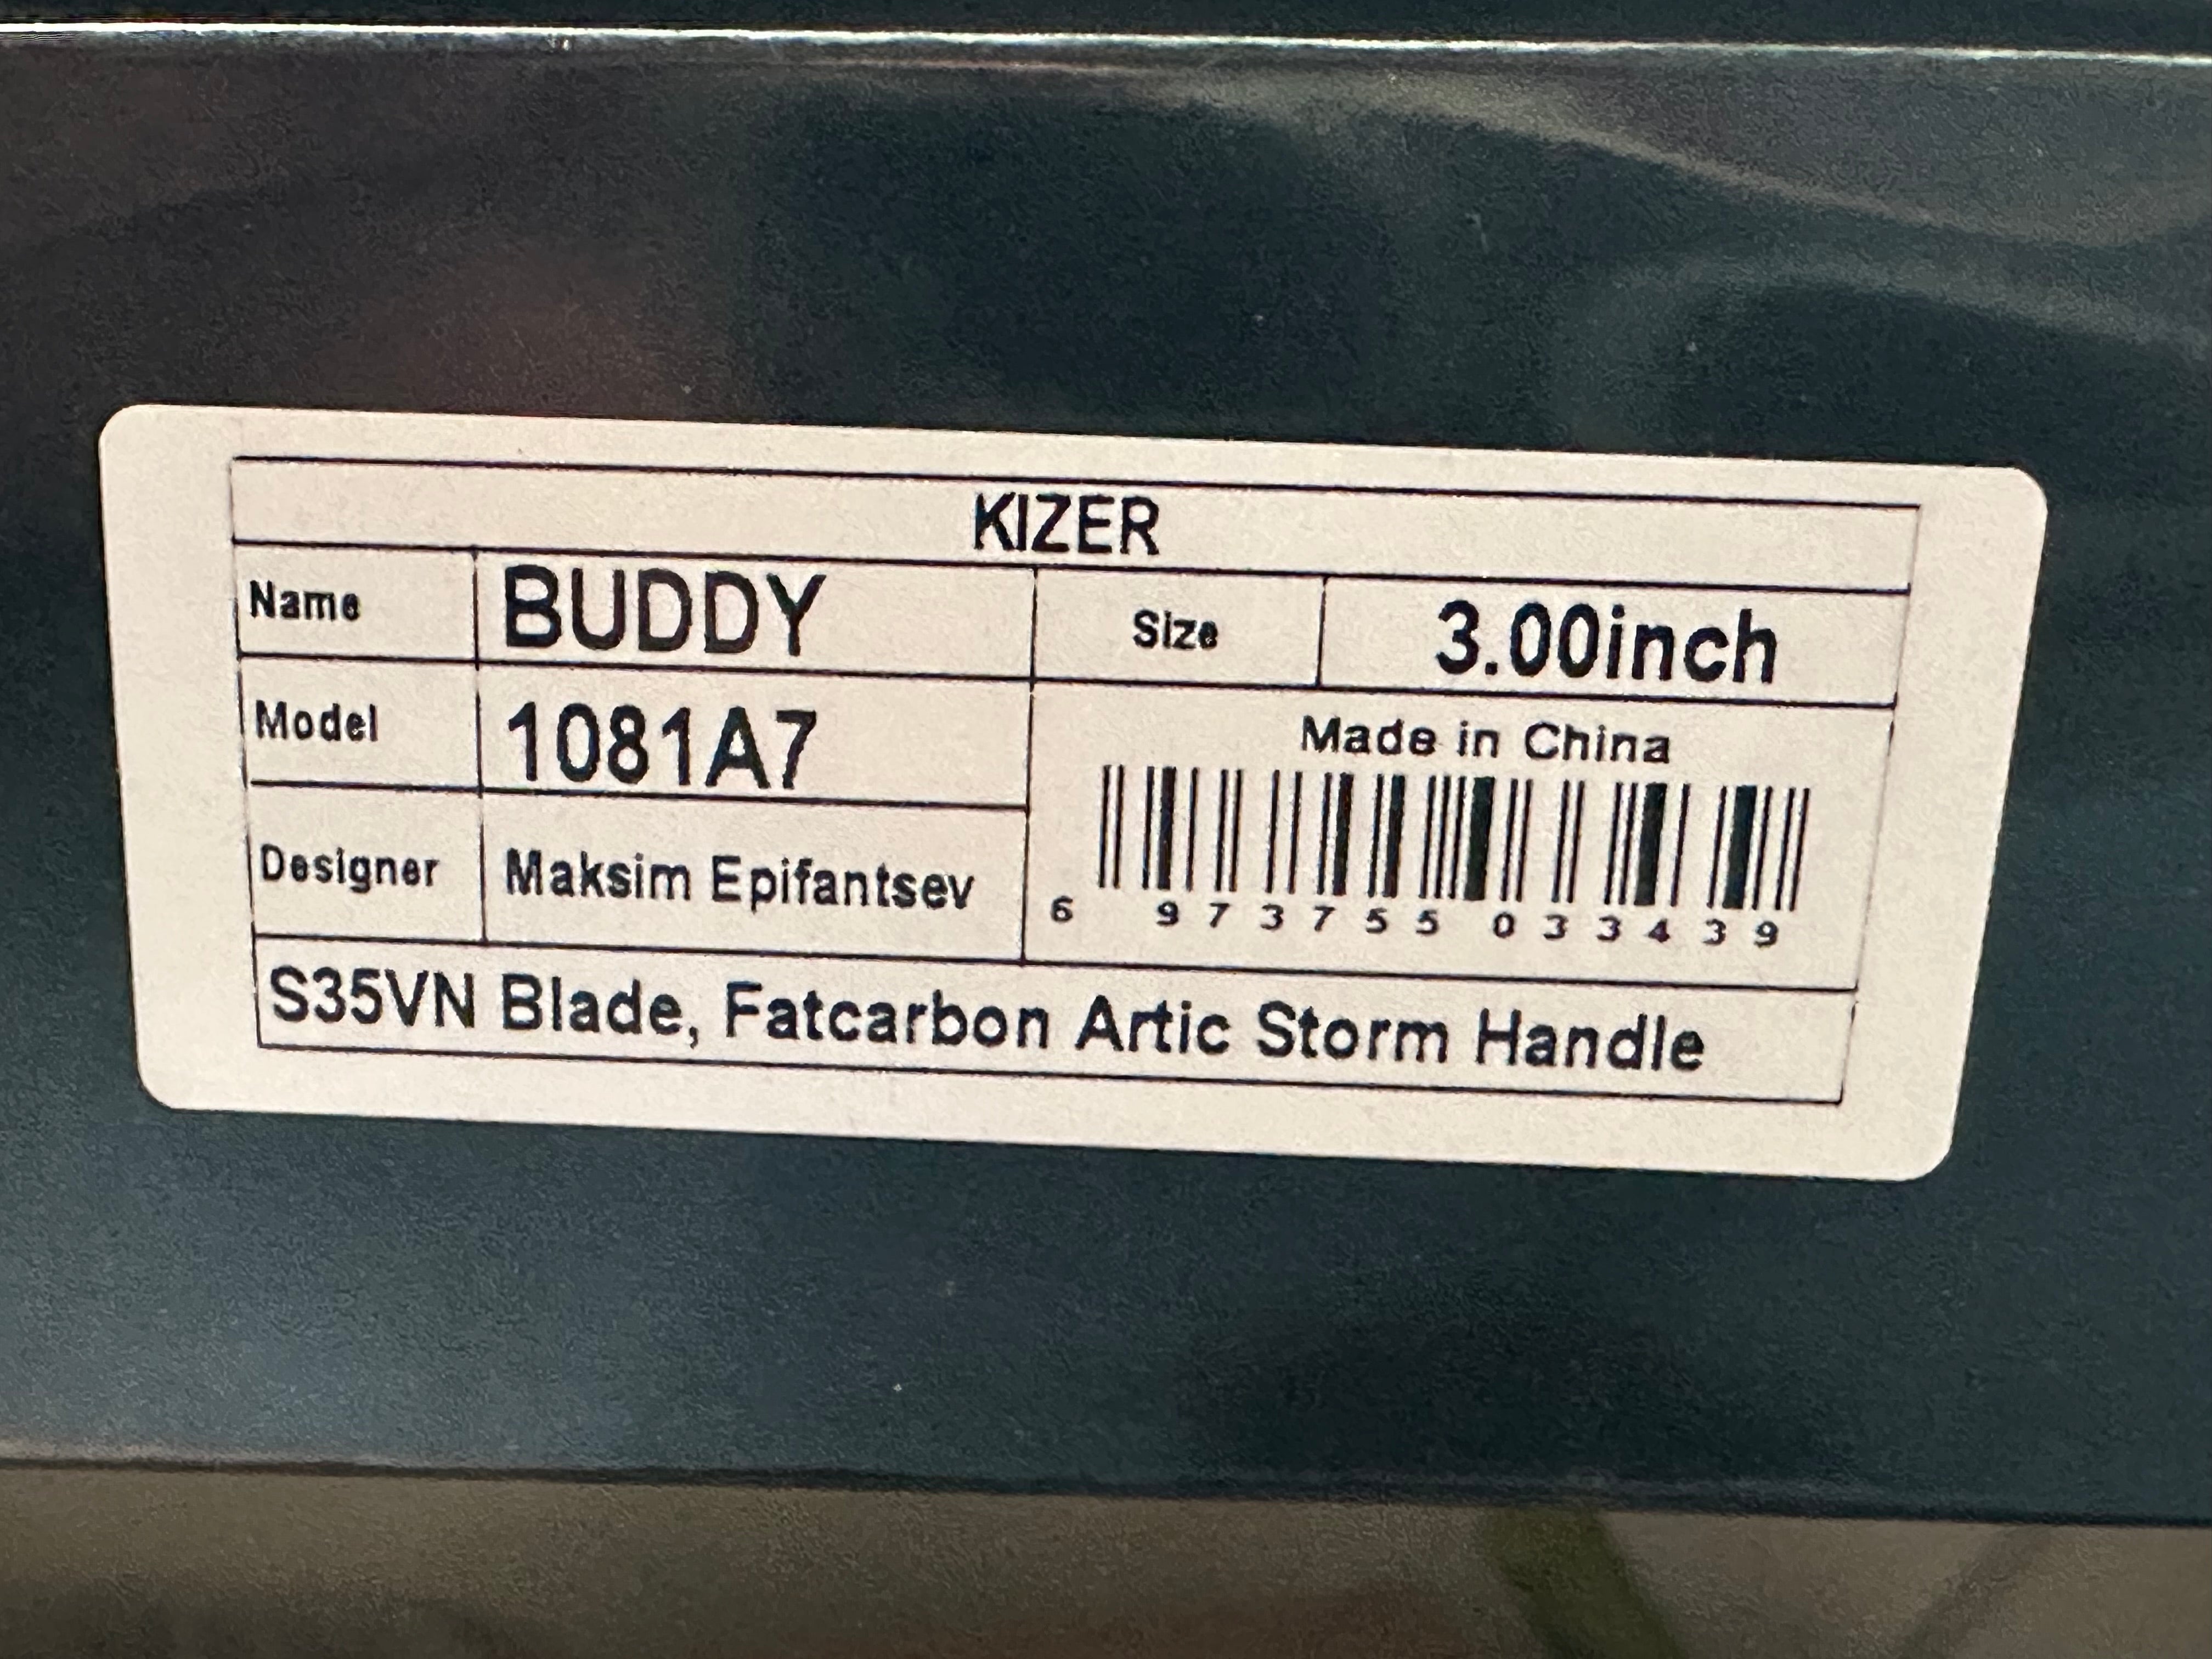 KIZER
Name BUDDY Size 3.00inch
Model 1081A7
Made in China
Designer Maksim Epifantsev
6 973755 033439
S35VN Blade, Fatcarbon Artic Storm Handle